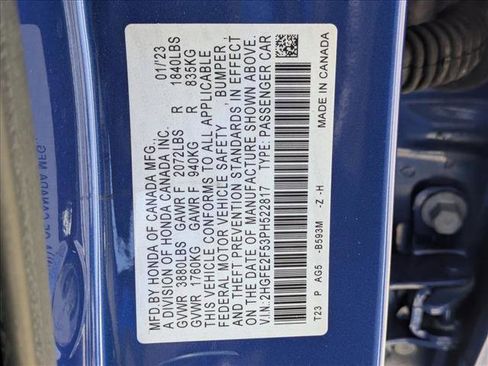 MFD.BY HONDA OF CANADA MFG., 01/'23
A DIVISION OF HONDA CANADA INC.
GVWR 3880LBS GAWR F 2072LBS R 1840LBS
GVWR 1760KG GAWR F 940KG R 835KG
THIS VEHICLE CONFORMS TO ALL APPLICABLE
FEDERAL MOTOR VEHICLE SAFETY, BUMPER,
AND THEFT PREVENTION STANDARDS IN EFFECT
ON THE DATE OF MANUFACTURE SHOWN ABOVE.
V.I.N.:2HGFE2F53PH522817 TYPE:PASSENGER CAR
T23 P AG5 -B593M -Z -H MADE IN CANADA